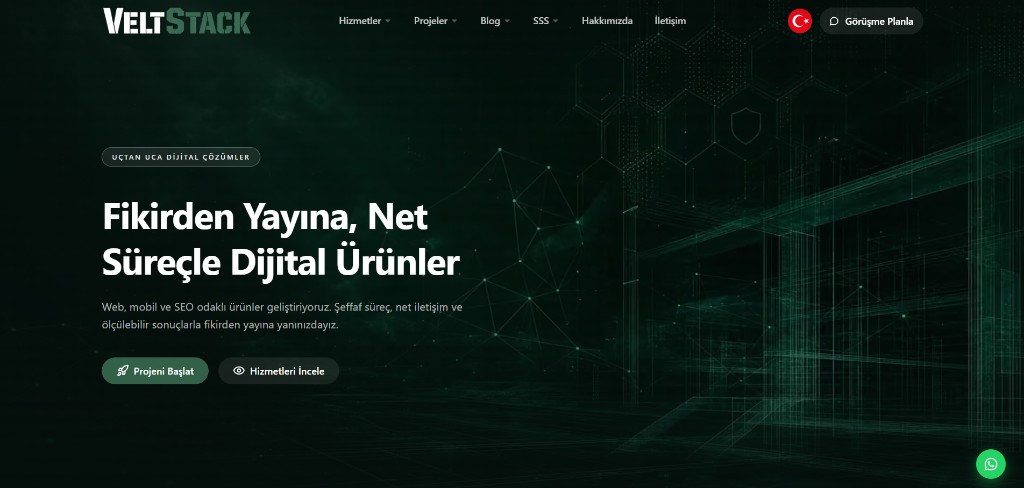 VELTSTACK
Hizmetler
Projeler
Blog
SSS
Hakkımızda
İletişim
Görüşme Planla
UÇTAN UCA DİJİTAL ÇÖZÜMLER
Fikirden Yayına, Net
Süreçle Dijital Ürünler
Web, mobil ve SEO odaklı ürünler geliştiriyoruz. Şeffaf süreç, net iletişim ve
ölçülebilir sonuçlarla fikirden yayına yanınızdayız.
Projeni Başlat
Hizmetleri İncele